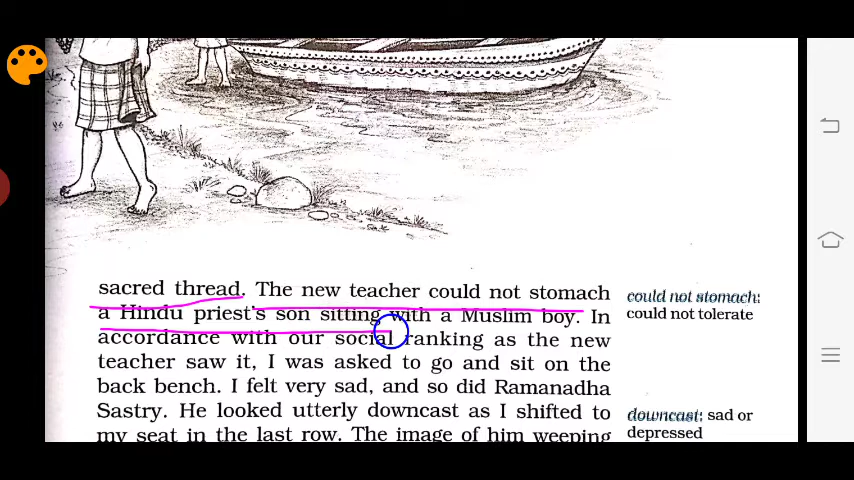 sacred thread. The new teacher could not stomach
a Hindu priest's son sitting with a Muslim boy. In
accordance with our social ranking as the new
teacher saw it, I was asked to go and sit on the
back bench. I felt very sad, and so did Ramanadha
Sastry. He looked utterly downcast as I shifted to
my seat in the last row. The image of him weeping
could not stomach:
could not tolerate
downcast: sad or
depressed